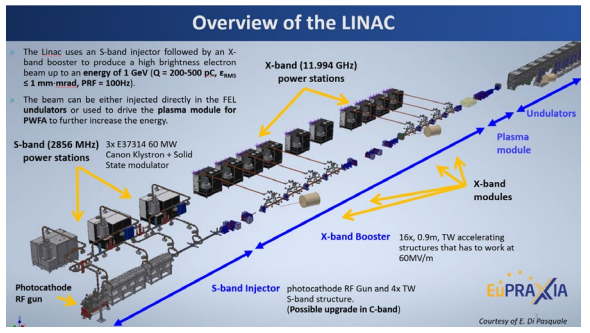 Overview of the LINAC
» The Linac uses an S-band injector followed by an X-
band booster to produce a high brightness electron
beam up to an energy of 1 GeV (Q = 200-500 pC, εRMS
≤ 1 mm·mrad, PRF = 100Hz).
» The beam can be either injected directly in the FEL
undulators or used to drive the plasma module for
PWFA to further increase the energy.
X-band (11.994 GHz)
power stations
S-band (2856 MHz)
power stations
3x E37314 60 MW
Canon Klystron + Solid
State modulator
Undulators
Plasma
module
X-band
modules
X-band Booster
16x, 0.9m, TW accelerating
structures that has to work at
60MV/m
Photocathode
RF gun
S-band Injector
photocathode RF Gun and 4x TW
S-band structure.
(Possible upgrade in C-band)
EuPRAXIA
Courtesy of E. Di Pasquale